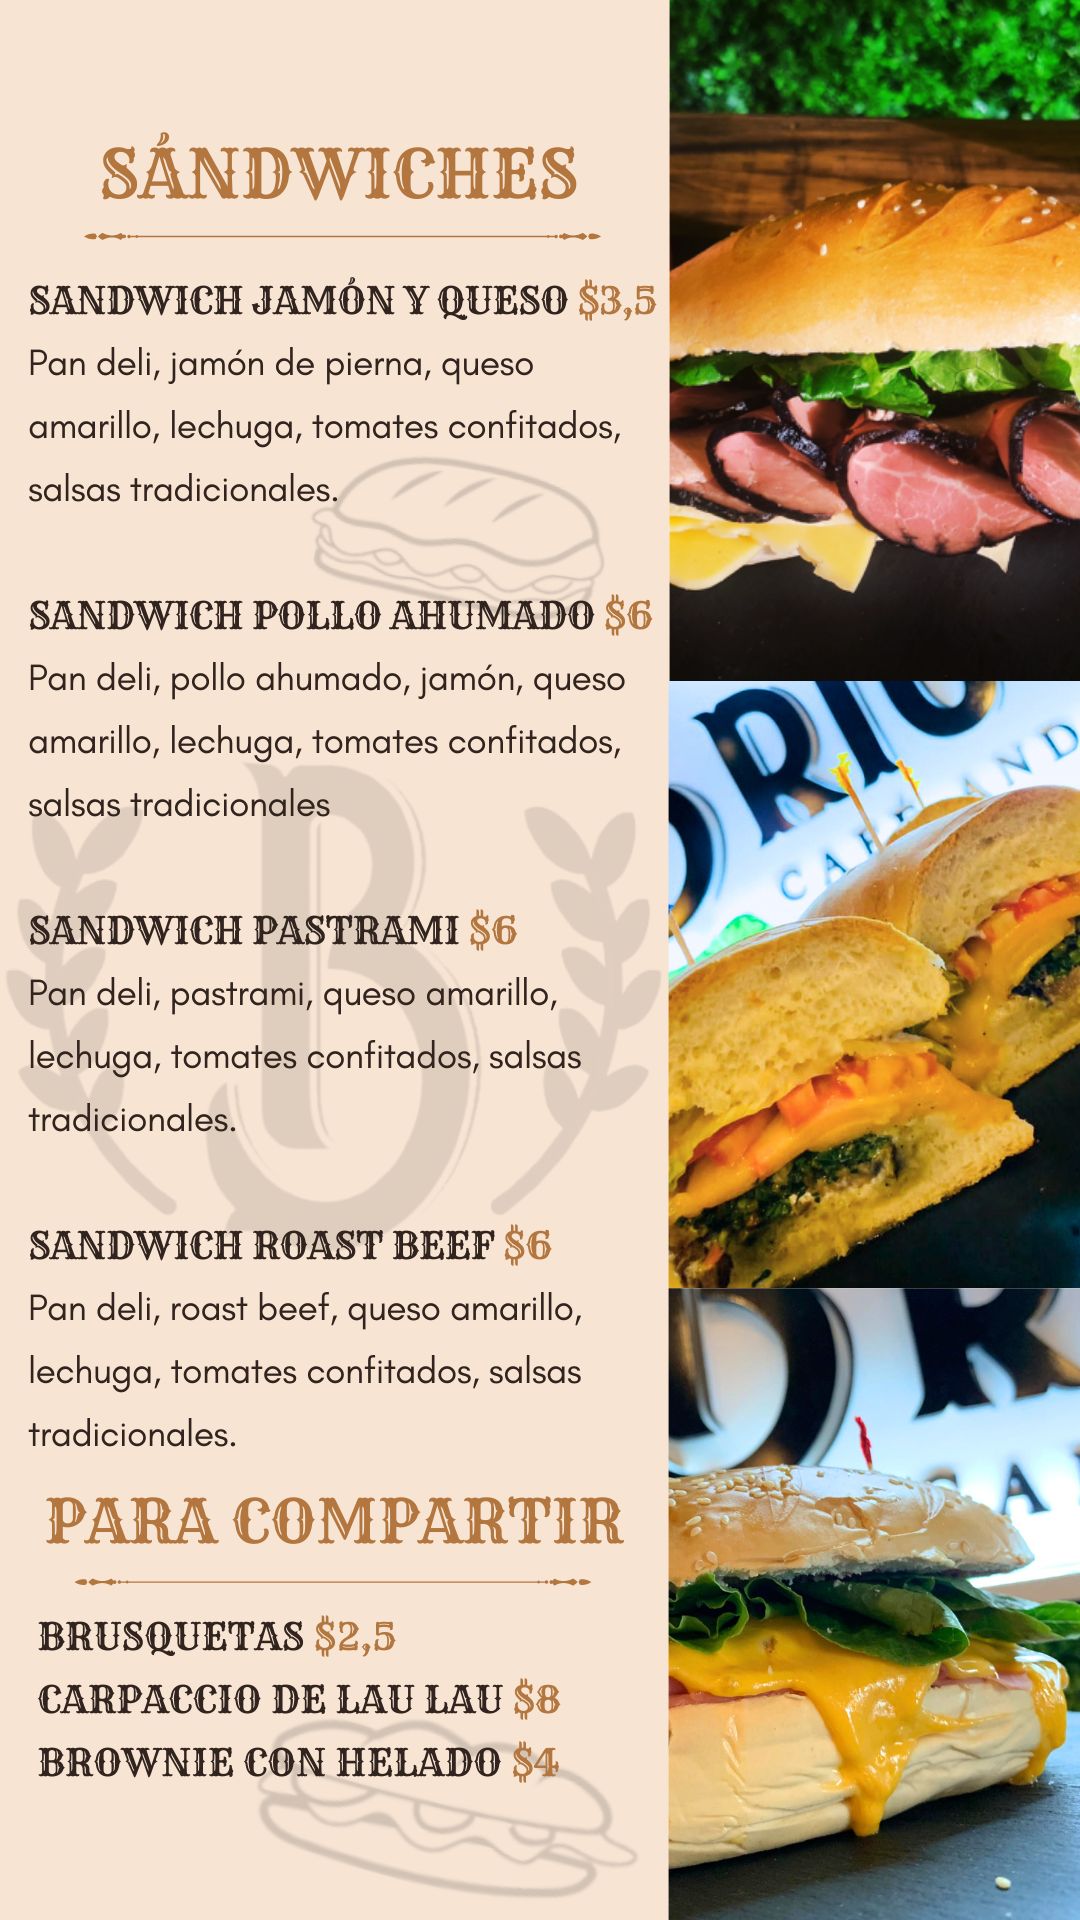 SÁNDWICHES
SANDWICH JAMÓN Y QUESO $3,5
Pan deli, jamón de pierna, queso
amarillo, lechuga, tomates confitados,
salsas tradicionales.
SANDWICH POLLO AHUMADO $6
Pan deli, pollo ahumado, jamón, queso
amarillo, lechuga, tomates confitados,
salsas tradicionales
SANDWICH PASTRAMI $6
Pan deli, pastrami, queso amarillo,
lechuga, tomates confitados, salsas
tradicionales.
SANDWICH ROAST BEEF $6
Pan deli, roast beef, queso amarillo,
lechuga, tomates confitados, salsas
tradicionales.
PARA COMPARTIR
BRUSQUETAS $2,5
CARPACCIO DE LAU LAU $8
BROWNIE CON HELADO $4
B